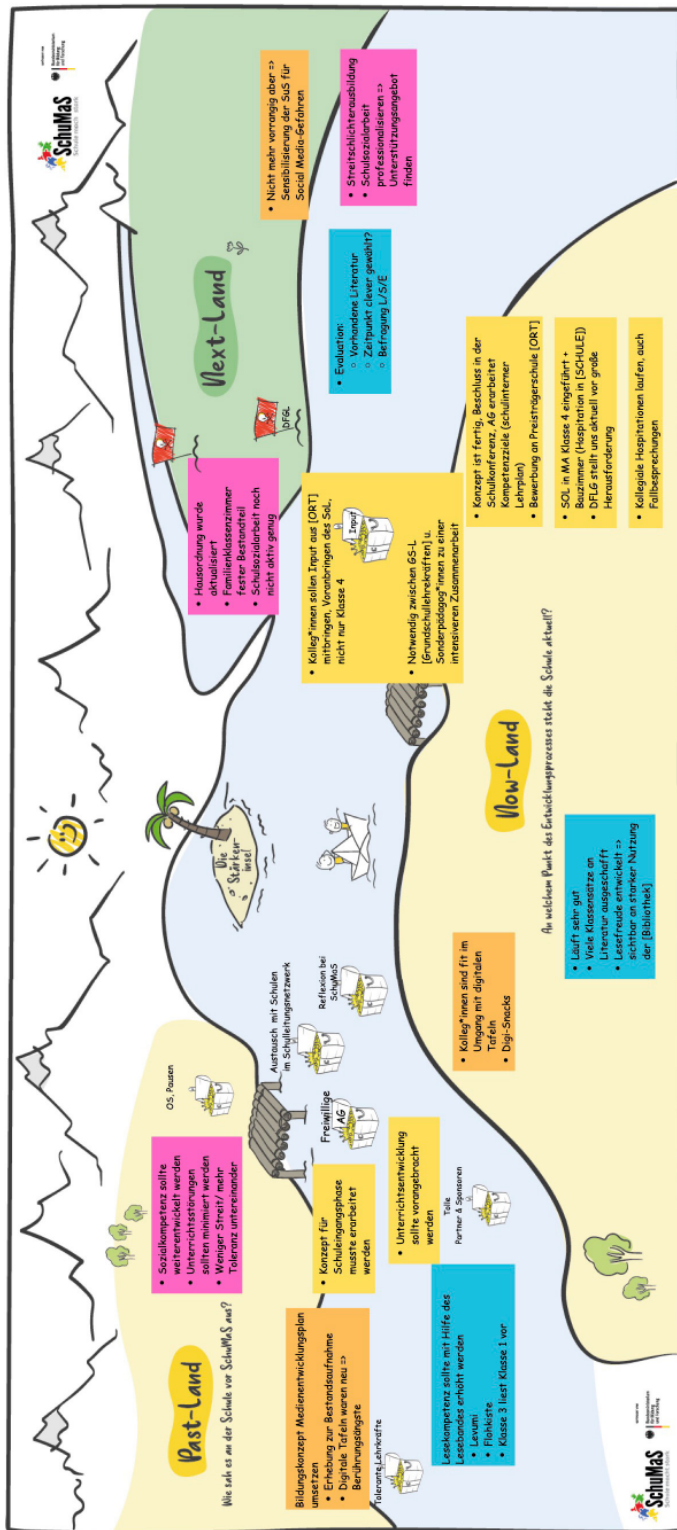 SchuMaS
Schule macht stark
Past-Land
Wie sah es an der Schule vor SchuMaS aus?
Bildungskonzept Medienentwicklungsplan
umsetzen
• Erhebung zur Bestandsaufnahme
• Digitale Tafeln waren neu =>
Berührungsängste
• Sozialkompetenz sollte
weiterentwickelt werden
• Unterrichtsstörungen
sollten minimiert werden
• Weniger Streit/ mehr
Toleranz untereinander
OS, Pausen
• Konzept für
Schuleingangsphase
musste erarbeitet
werden
• Unterrichtsentwicklung
sollte vorangebracht
werden
Tolerante Lehrkräfte
Lesekompetenz sollte mit Hilfe des
Lesebandes erhöht werden
• Levumi
• Flohkiste
• Klasse 3 liest Klasse 1 vor
Tolle
Partner & Sponsoren
Freiwillige
AG
Austausch mit Schulen
im Schulleitungsnetzwerk
Reflexion bei
SchuMaS
Die
Stärken-
insel
Now-Land
An welchem Punkt des Entwicklungsprozesses steht die Schule aktuell?
• Kolleg*innen sind fit im
Umgang mit digitalen
Tafeln
• Digi-Snacks
• Läuft sehr gut
• Viele Klassensätze an
Literatur ausgeschafft
• Lesefreude entwickelt =>
sichtbar an starker Nutzung
der [Bibliothek]
• Hausordnung wurde
aktualisiert
• Familienklassenzimmer
fester Bestandteil
• Schulsozialarbeit noch
nicht aktiv genug
• Kolleg*innen sollen Input aus [ORT]
mitbringen, Voranbringen des SoL,
nicht nur Klasse 4
Input
• Notwendig zwischen GS-L
[Grundschullehrekräften] u.
Sonderpädagog*innen zu einer
intensiveren Zusammenarbeit
• Konzept ist fertig, Beschluss in der
Schulkonferenz, AG erarbeitet
Kompetenzziele (schulinterner
Lehrplan)
• Bewerbung an Preisträgerschule [ORT]
• SOL in MA Klasse 4 eingeführt +
Bauzimmer (Hospitation in [SCHULE])
• DFLG stellt uns aktuell vor große
Herausforderung
• Kollegiale Hospitationen laufen, auch
Fallbesprechungen
Next-Land
DFGL
• Evaluation:
○ Vorhandene Literatur
○ Zeitpunkt clever gewählt?
○ Befragung L/S/E
• Nicht mehr vorrangig aber =>
Sensibilisierung der SuS für
Social Media-Gefahren
• Streitschlichterausbildung
• Schulsozialarbeit
professionalisieren =>
Unterstützungsangebot
finden
SchuMaS
Schule macht stark